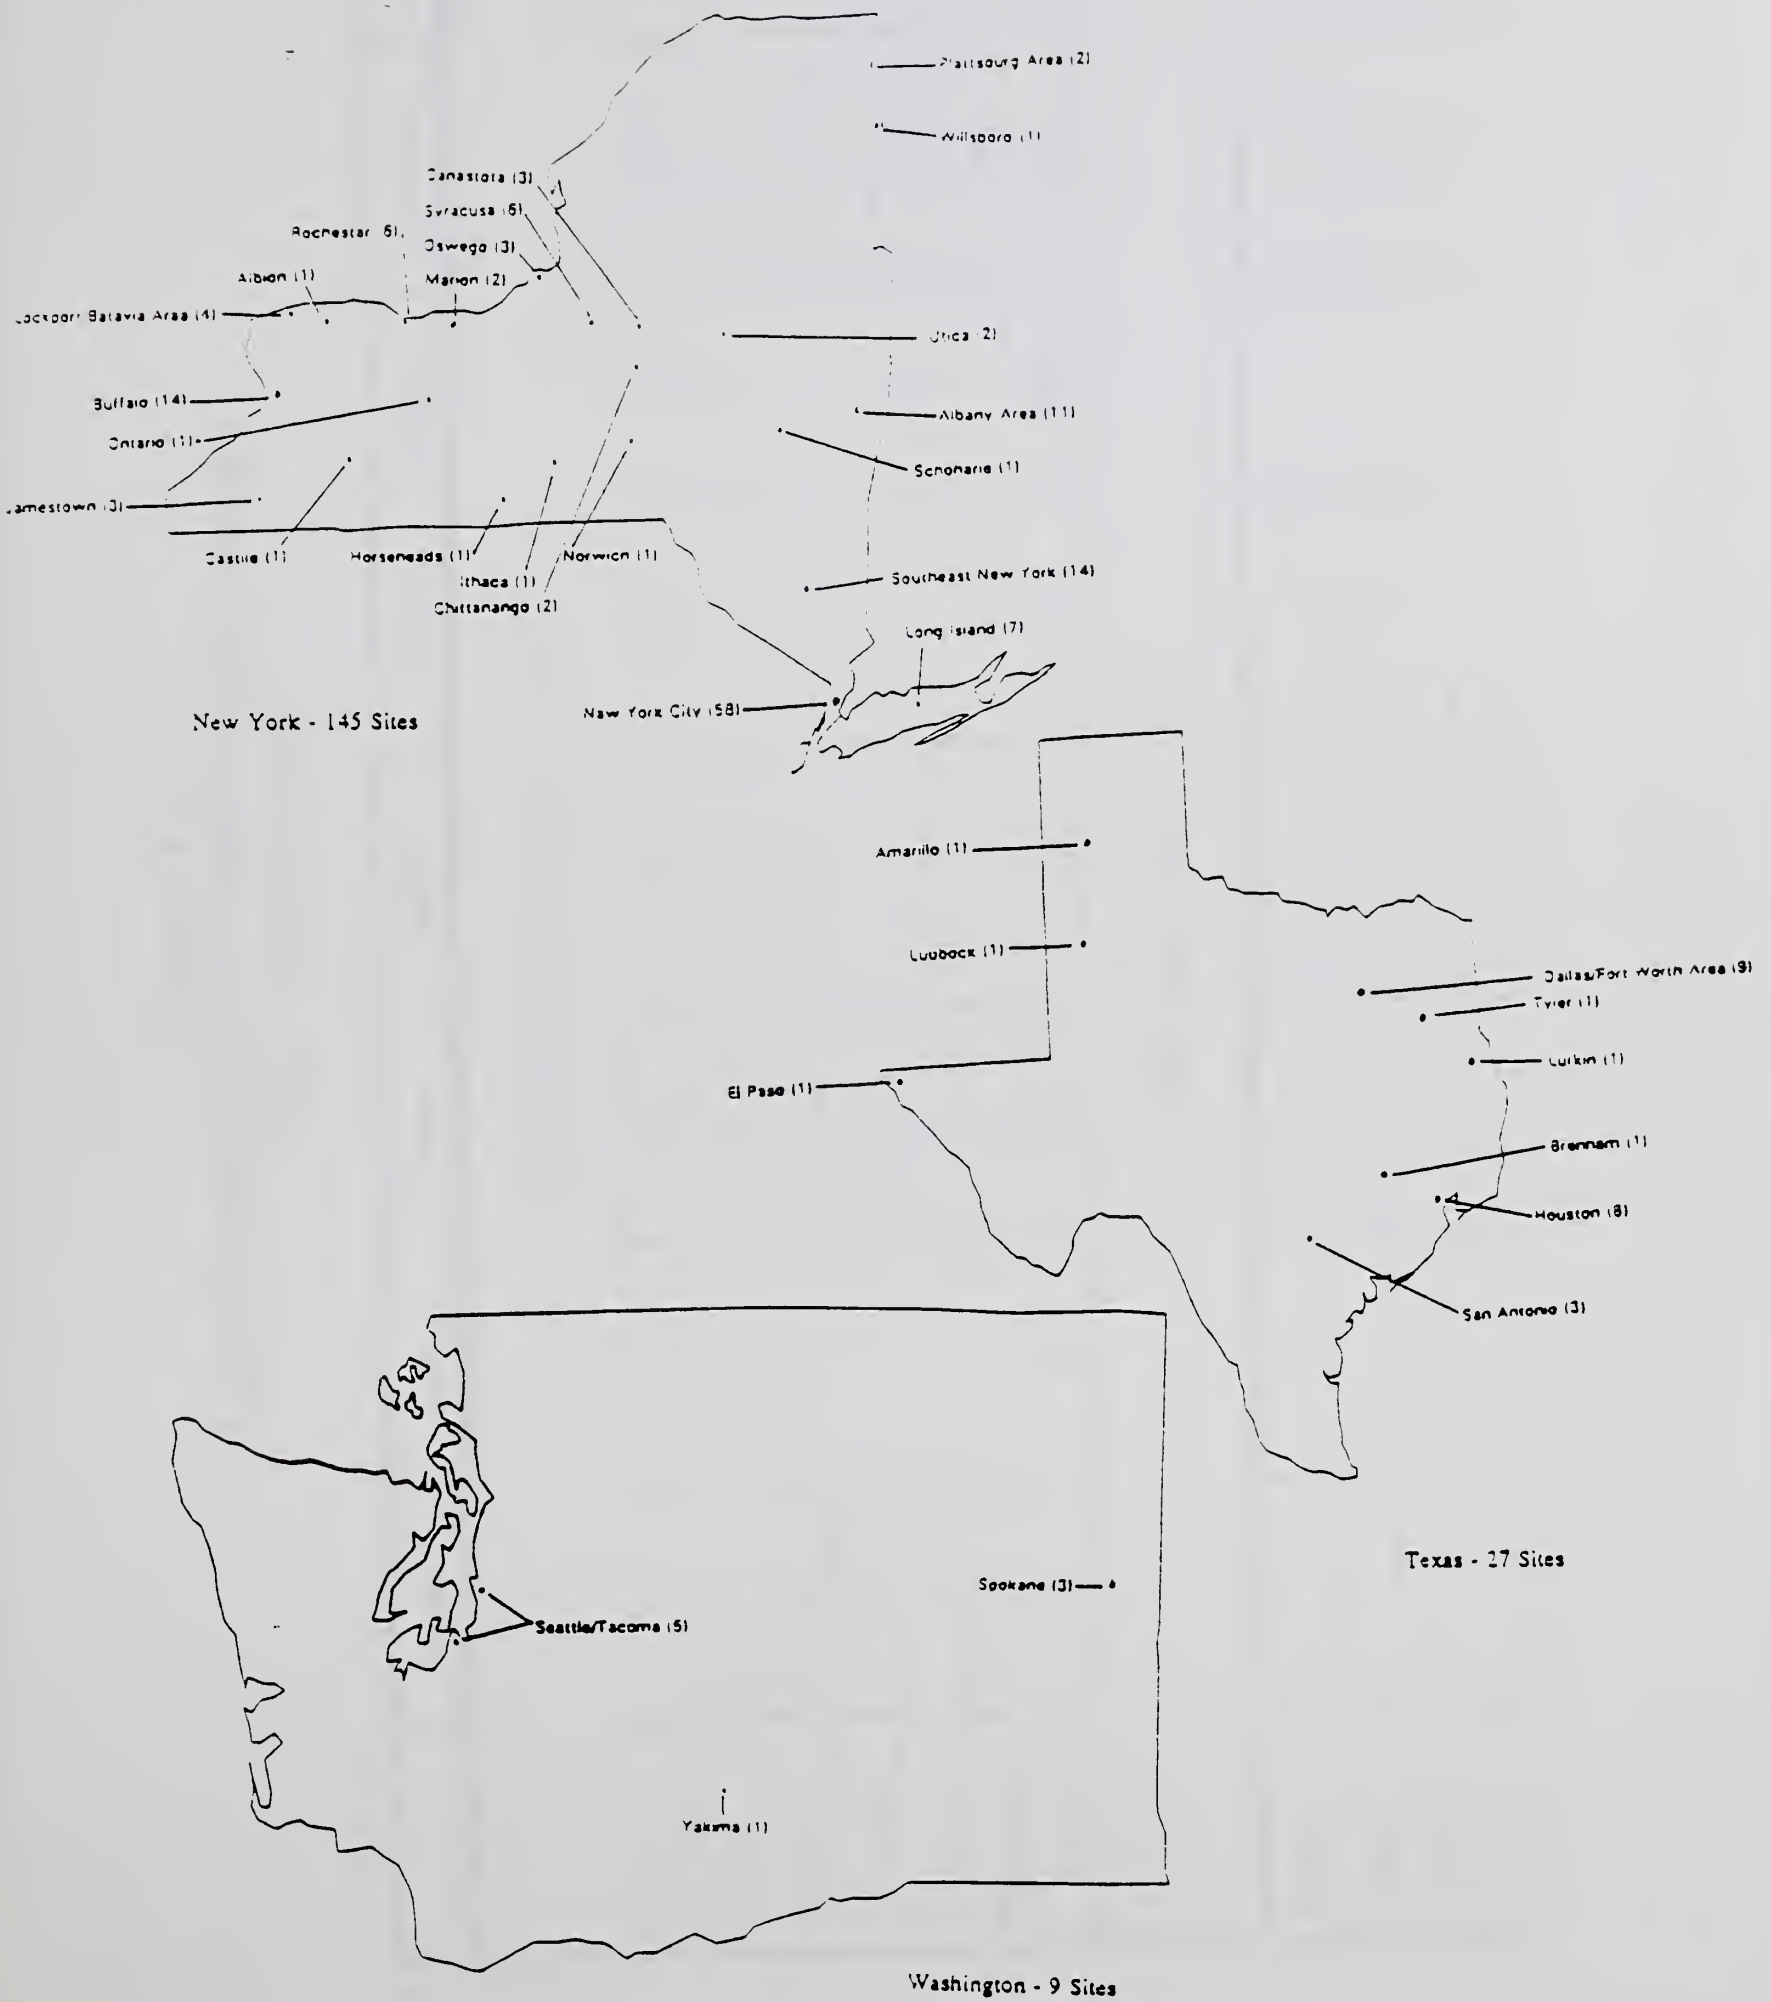 Plattsburg Area (2)
Willsboro (1)
Canastota (3)
Syracusa (6)
Rochestar (6)
Oswego (3)
Albion (1)
Marion (2)
Lockport Batavia Area (4)
Utica (2)
Buffalo (14)
Albany Area (11)
Ontario (1)
Schoharie (1)
Jamestown (3)
Castile (1)
Horseheads (1)
Norwich (1)
Ithaca (1)
Chittanango (2)
Southeast New York (14)
Long Island (7)
New York City (58)
New York - 145 Sites
Amarillo (1)
Lubbock (1)
Dallas/Fort Worth Area (9)
Tyler (1)
Lufkin (1)
El Paso (1)
Brennam (1)
Houston (8)
San Antonio (3)
Texas - 27 Sites
Spokane (3)
Seattle/Tacoma (5)
Yakima (1)
Washington - 9 Sites